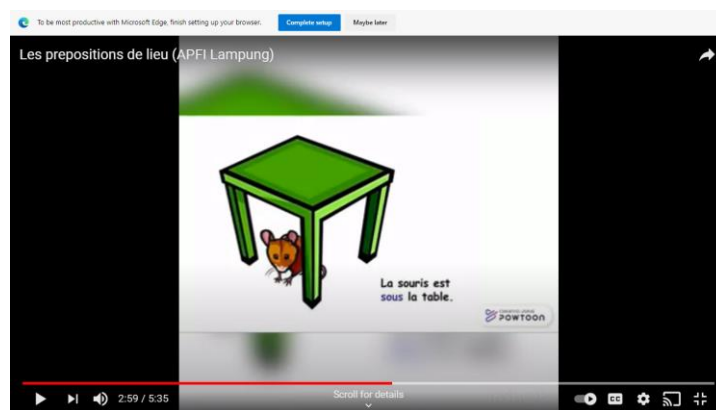 To be most productive with Microsoft Edge, finish setting up your browser.
Complete setup
Maybe later
Les prepositions de lieu (APFI Lampung)
La souris est
sous la table.
POWTOON
2:59 / 5:35
Scroll for details
CC